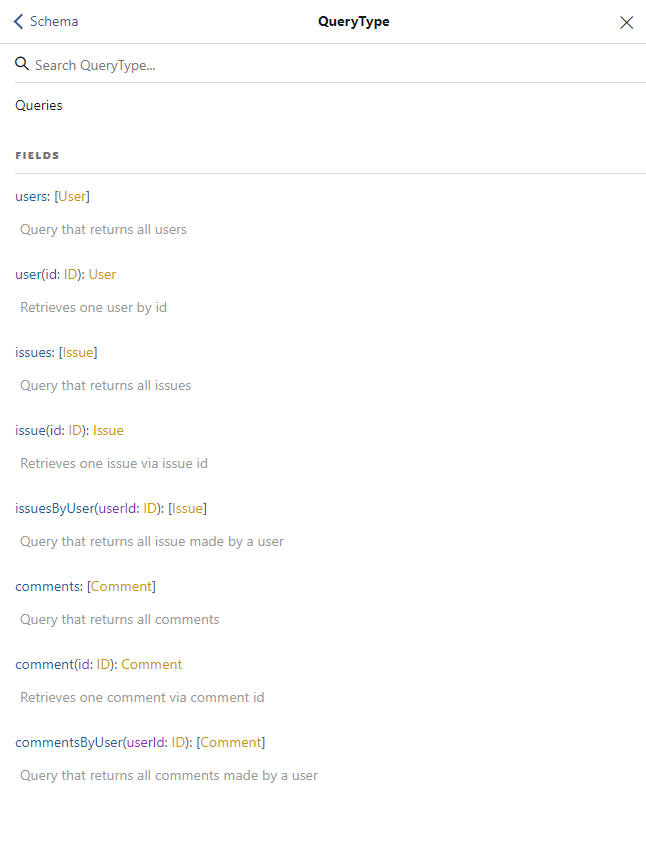 Schema
QueryType
Search QueryType...
Queries
FIELDS
users: [User]
Query that returns all users
user(id: ID): User
Retrieves one user by id
issues: [Issue]
Query that returns all issues
issue(id: ID): Issue
Retrieves one issue via issue id
issuesByUser(userId: ID): [Issue]
Query that returns all issue made by a user
comments: [Comment]
Query that returns all comments
comment(id: ID): Comment
Retrieves one comment via comment id
commentsByUser(userId: ID): [Comment]
Query that returns all comments made by a user